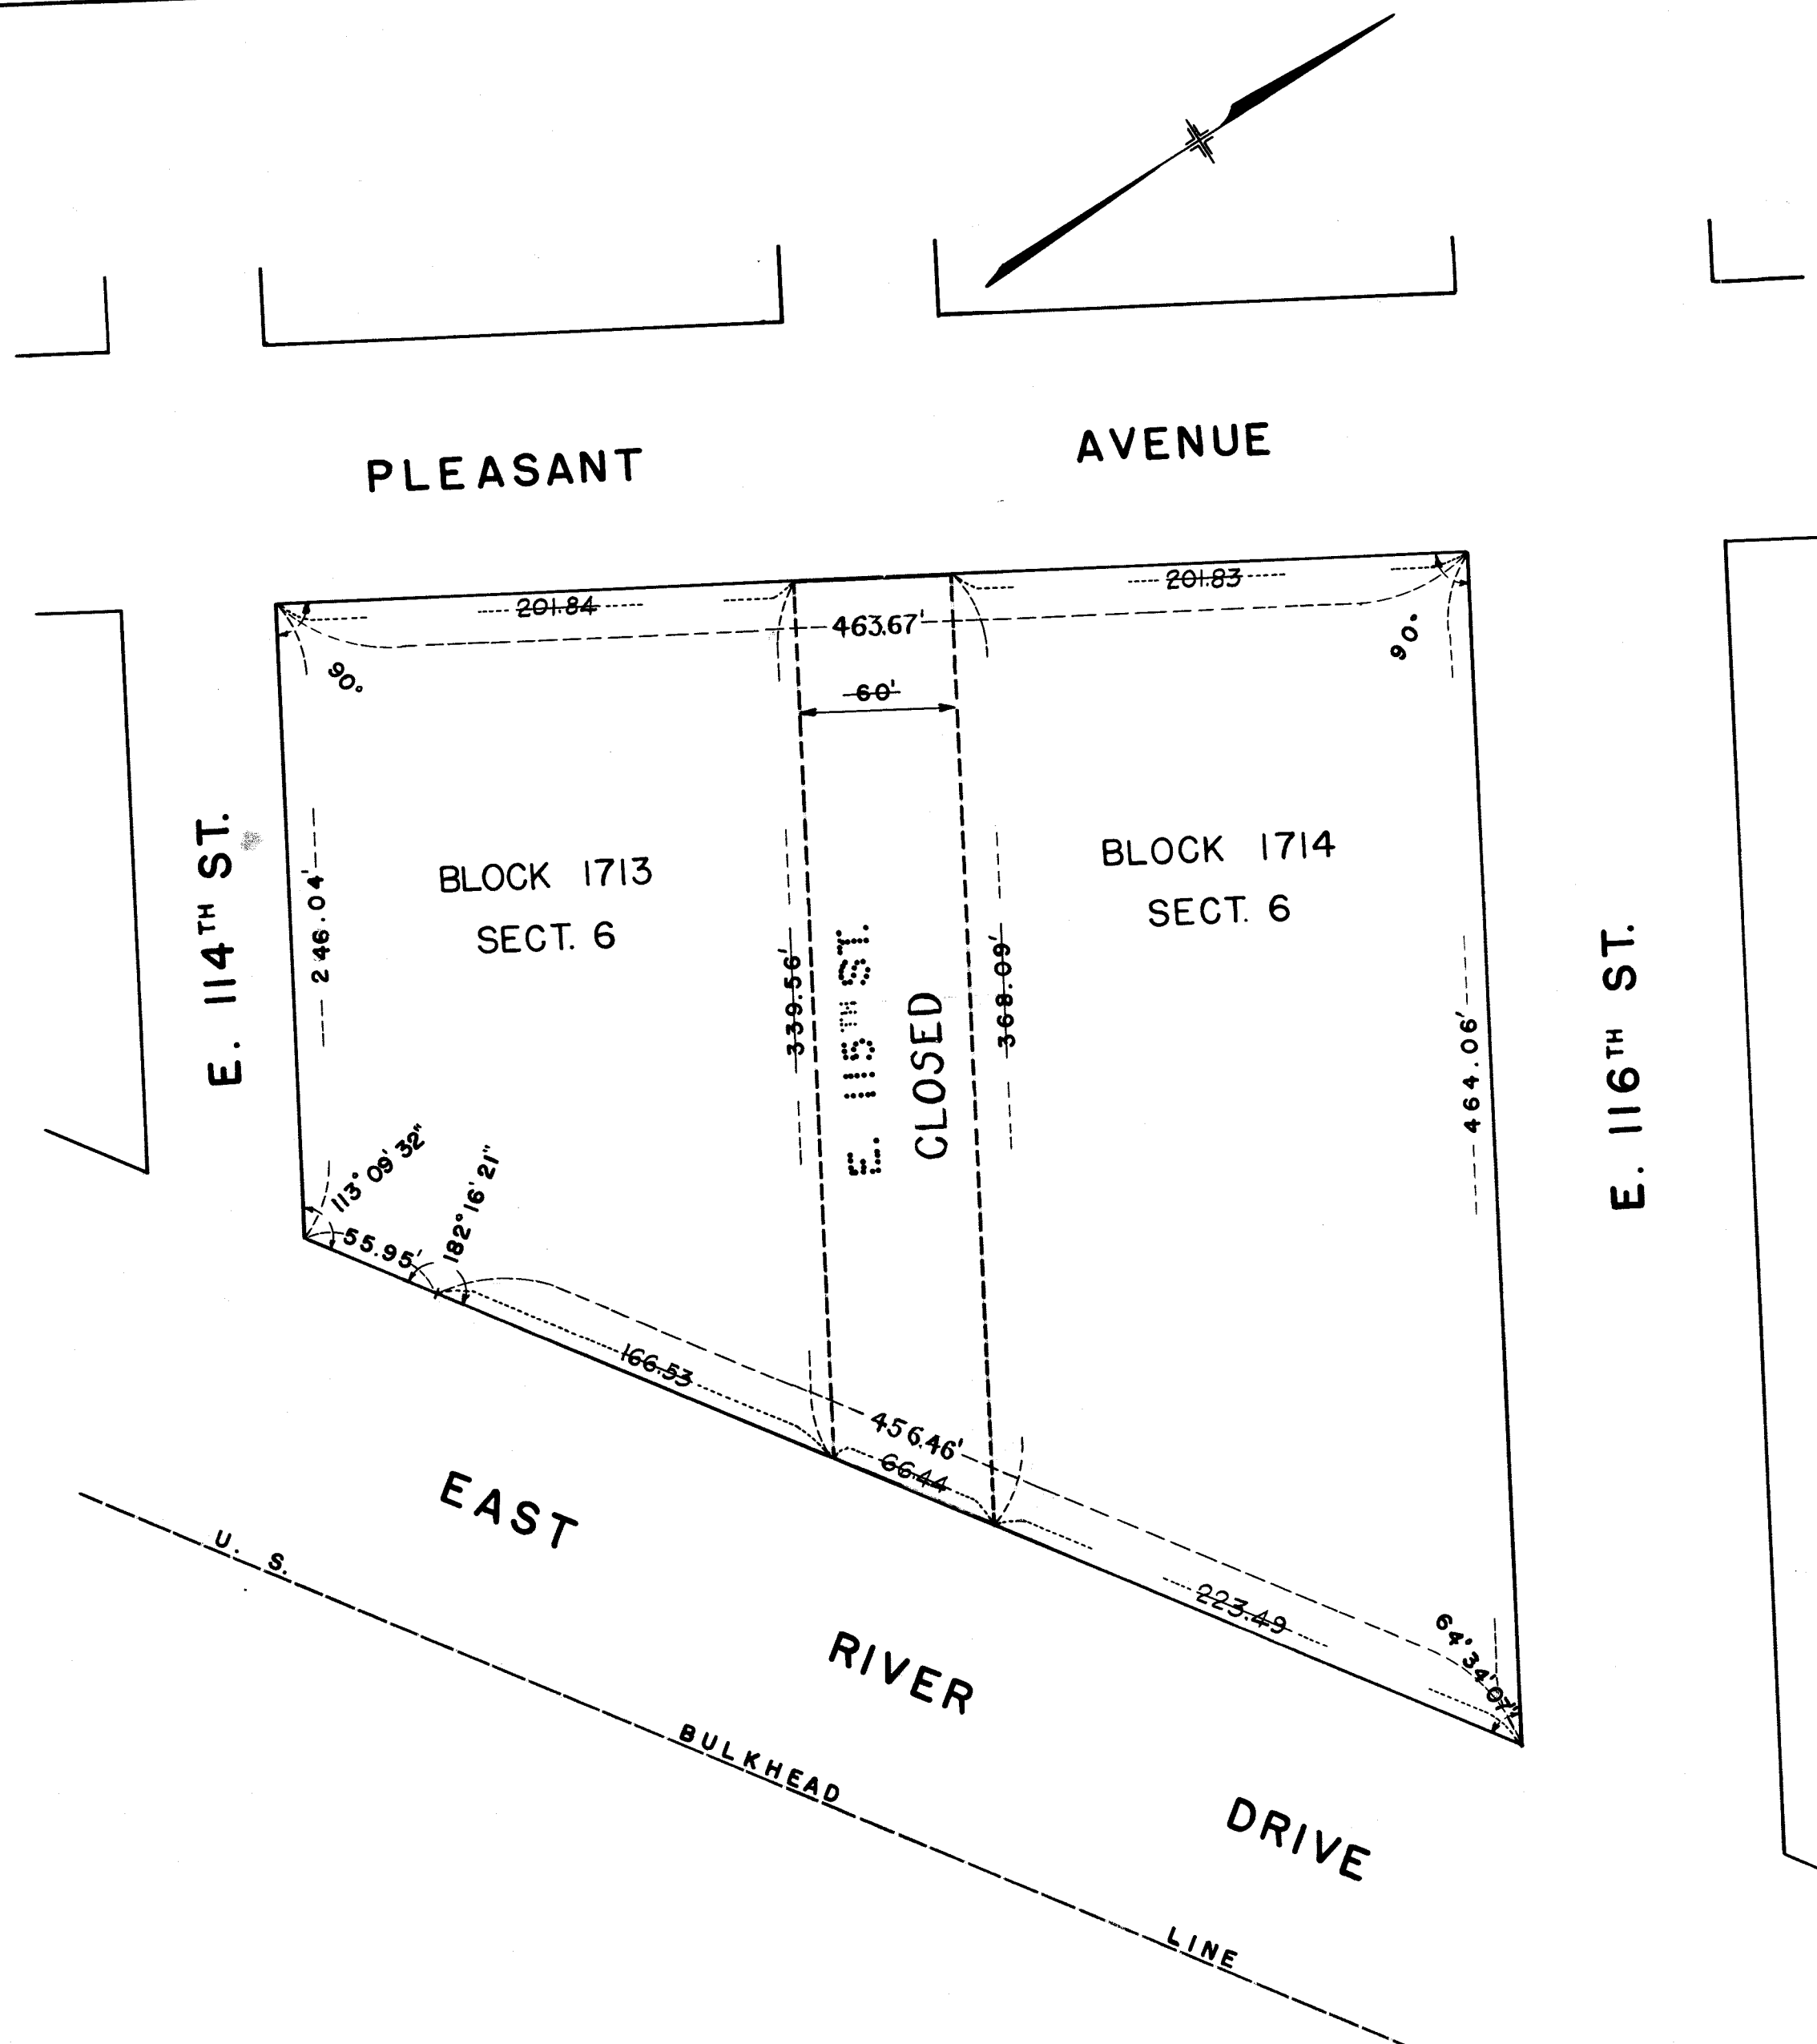 PLEASANT AVENUE
201.84
201.83
463.67'
90°
90°
60'
E. 114TH ST.
246.04'
BLOCK 1713
SECT. 6
339.56'
E. 115TH ST.
CLOSED
368.09'
BLOCK 1714
SECT. 6
464.06'
E. 116TH ST.
113° 09' 32"
55.95'
182° 16' 21"
166.53
456.46'
66.44
223.49
64° 34' 07"
EAST RIVER DRIVE
U. S. BULKHEAD LINE